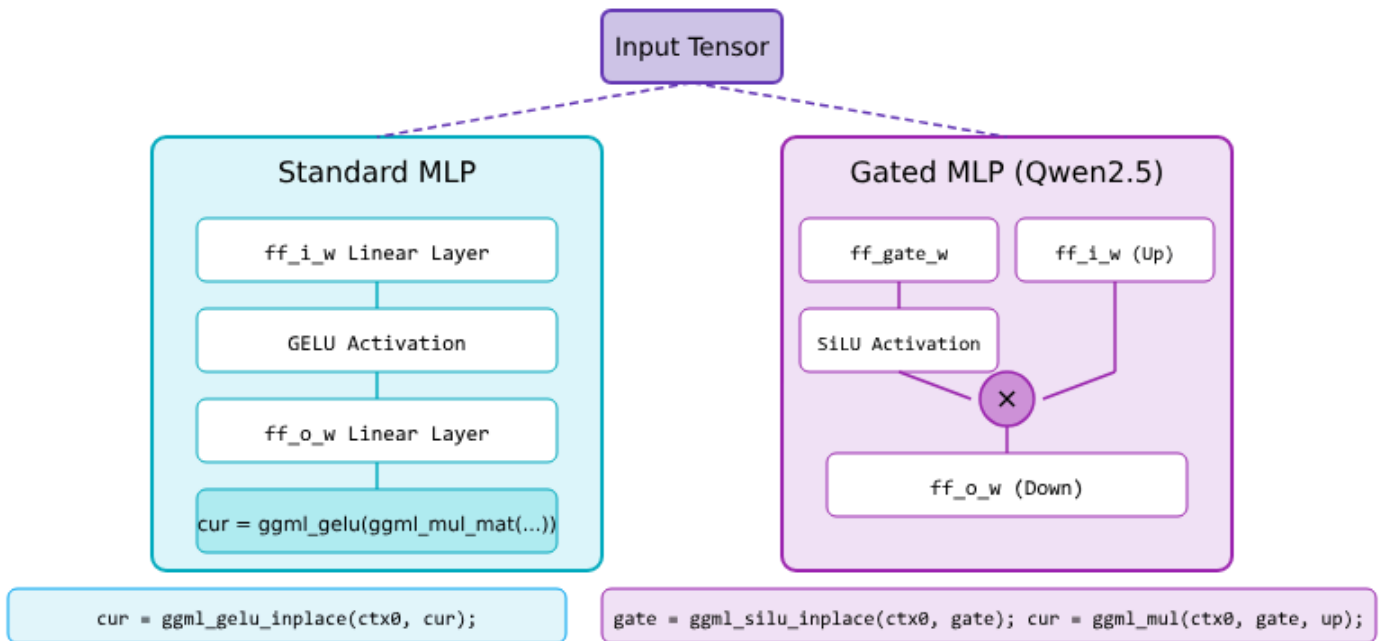 Input Tensor
Standard MLP
ff_i_w Linear Layer
GELU Activation
ff_o_w Linear Layer
cur = ggml_gelu(ggml_mul_mat(...))
Gated MLP (Qwen2.5)
ff_gate_w
ff_i_w (Up)
SiLU Activation
×
ff_o_w (Down)
cur = ggml_gelu_inplace(ctx0, cur);
gate = ggml_silu_inplace(ctx0, gate); cur = ggml_mul(ctx0, gate, up);